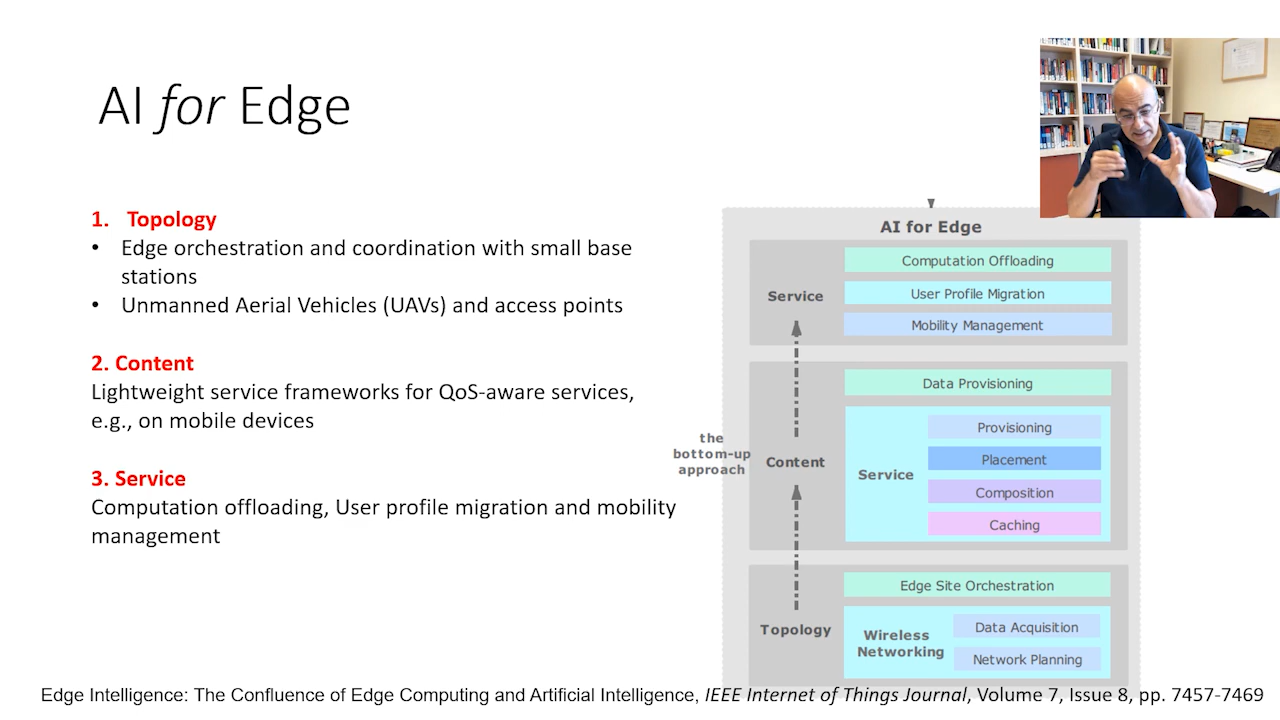 AI for Edge
1. Topology
• Edge orchestration and coordination with small base
stations
• Unmanned Aerial Vehicles (UAVs) and access points
2. Content
Lightweight service frameworks for QoS-aware services,
e.g., on mobile devices
3. Service
Computation offloading, User profile migration and mobility
management
AI for Edge
Service
Computation Offloading
User Profile Migration
Mobility Management
the
bottom-up
approach
Content
Data Provisioning
Service
Provisioning
Placement
Composition
Caching
Topology
Edge Site Orchestration
Wireless
Networking
Data Acquisition
Network Planning
Edge Intelligence: The Confluence of Edge Computing and Artificial Intelligence, IEEE Internet of Things Journal, Volume 7, Issue 8, pp. 7457-7469